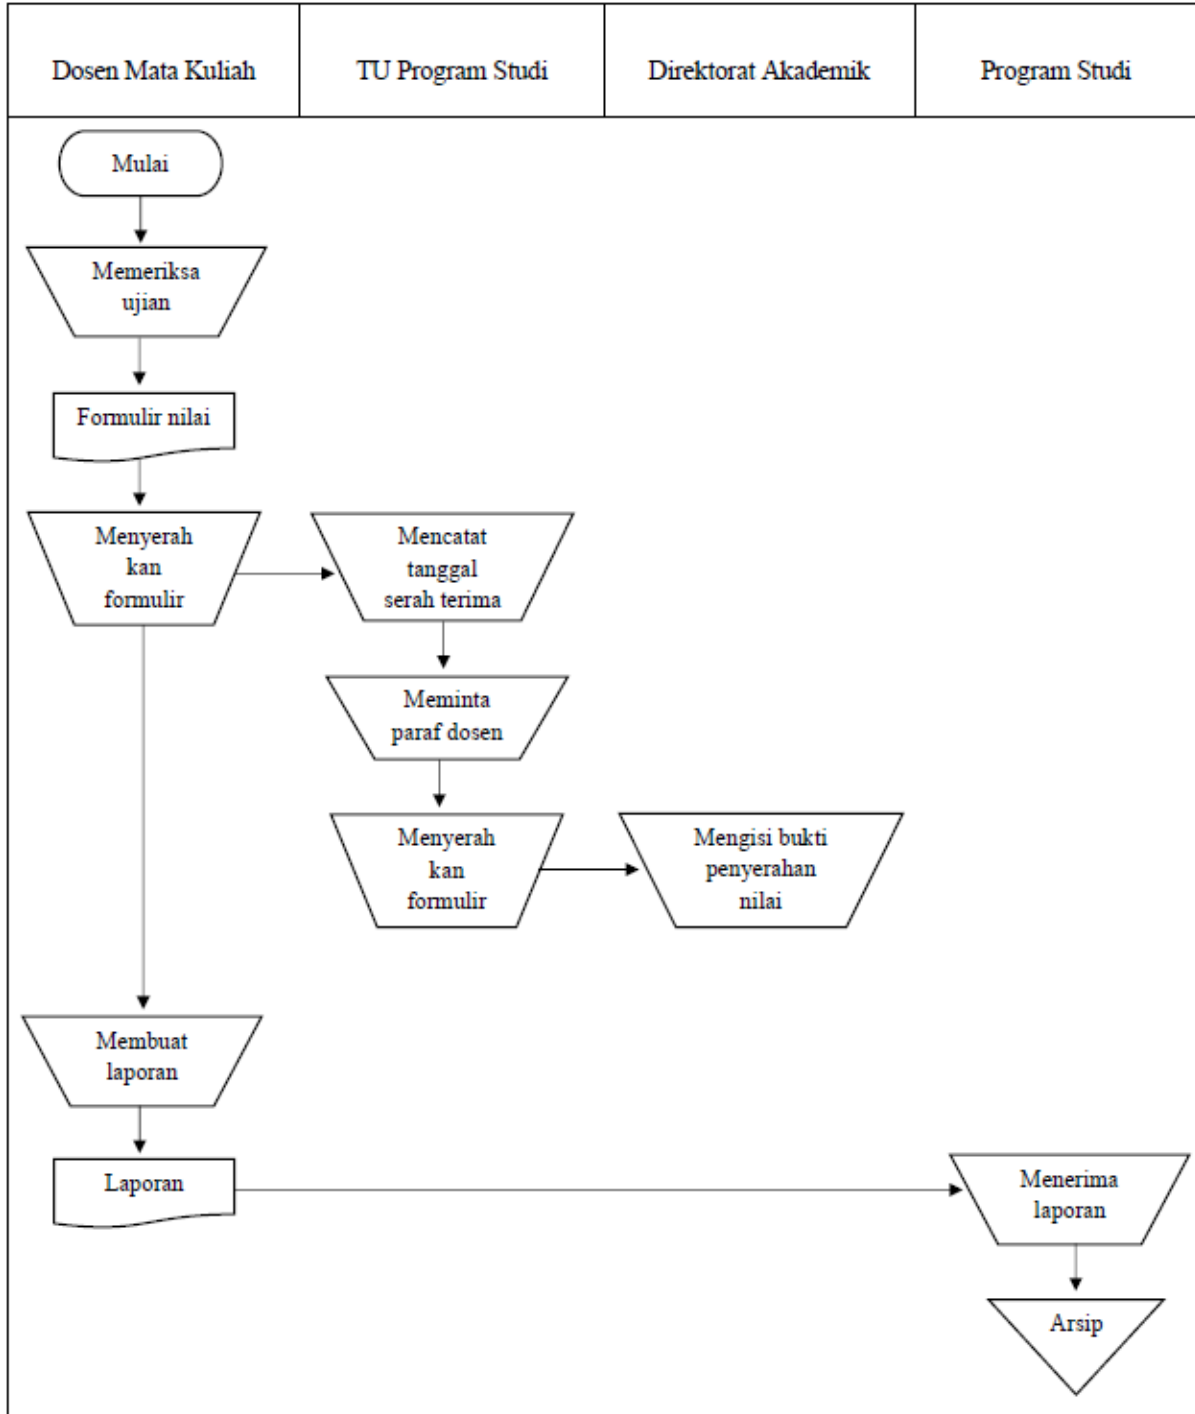 Dosen Mata Kuliah
TU Program Studi
Direktorat Akademik
Program Studi
Mulai
Memeriksa
ujian
Formulir nilai
Menyerah
kan
formulir
Mencatat
tanggal
serah terima
Meminta
paraf dosen
Menyerah
kan
formulir
Mengisi bukti
penyerahan
nilai
Membuat
laporan
Laporan
Menerima
laporan
Arsip